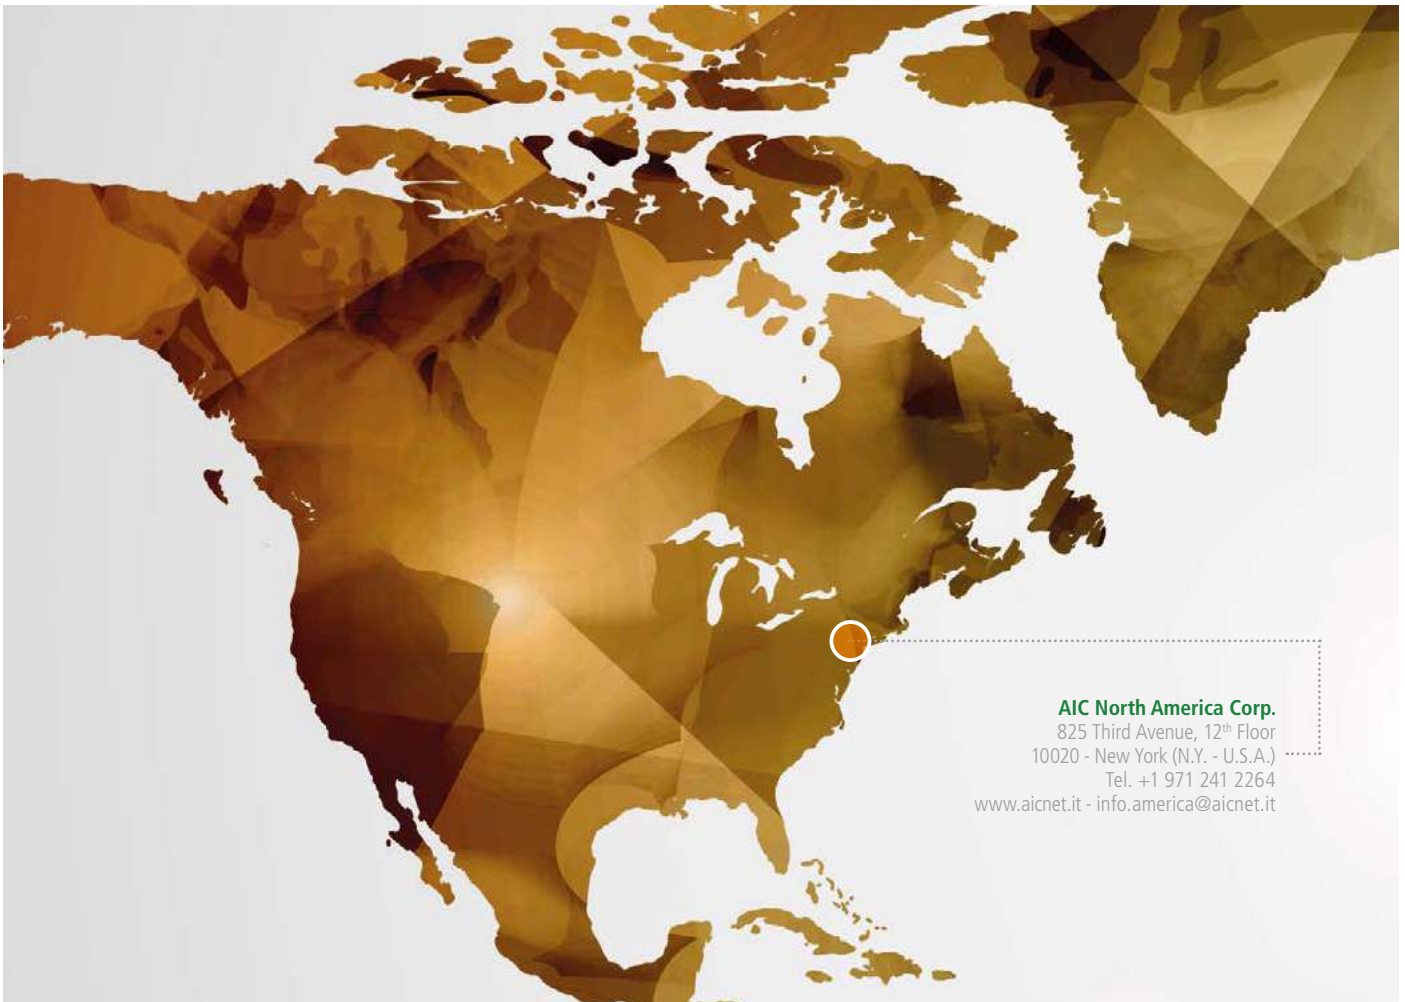 AIC North America Corp.
825 Third Avenue, 12th Floor
10020 - New York (N.Y. - U.S.A.)
Tel. +1 971 241 2264
www.aicnet.it - info.america@aicnet.it